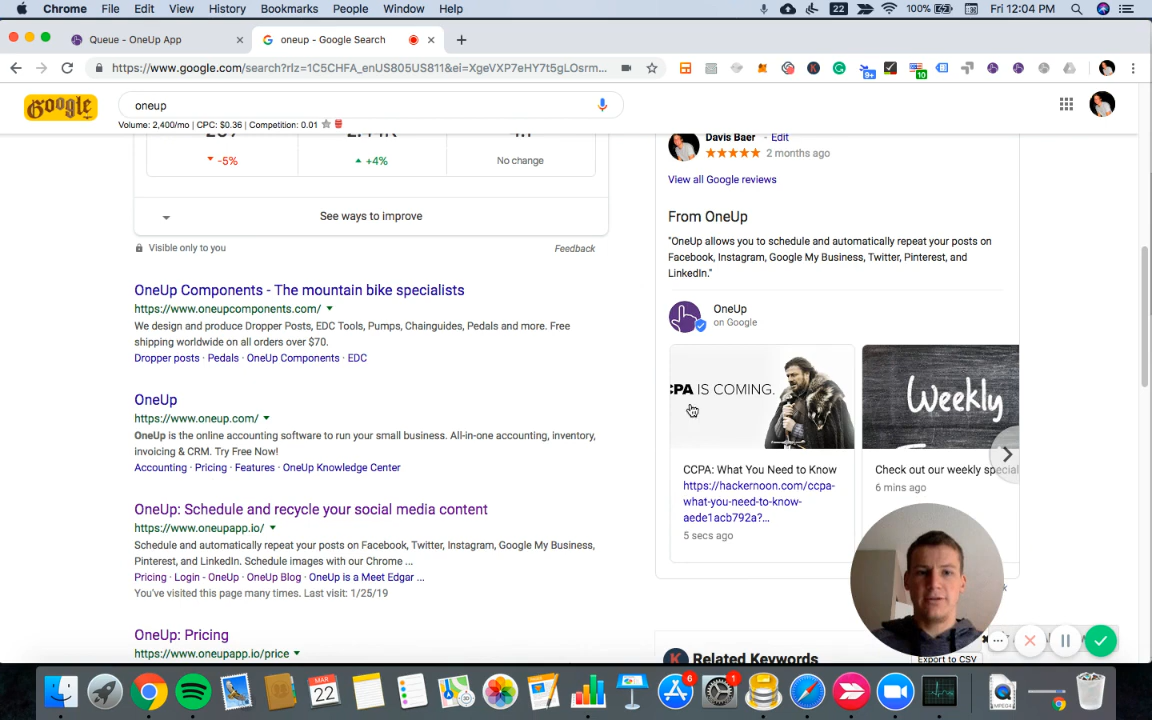 Chrome File Edit View History Bookmarks People Window Help 22 100% Fri 12:04 PM
Queue - OneUp App oneup - Google Search
https://www.google.com/search?rlz=1C5CHFA_enUS805US811&ei=XgeVXP7eHY7t5gLOsrm...
9+ 10
Google oneup
Volume: 2,400/mo | CPC: $0.36 | Competition: 0.01
Davis Baer - Edit
2 months ago
-5% +4% No change
View all Google reviews
See ways to improve
From OneUp
Visible only to you Feedback
"OneUp allows you to schedule and automatically repeat your posts on
Facebook, Instagram, Google My Business, Twitter, Pinterest, and
LinkedIn."
OneUp
on Google
OneUp Components - The mountain bike specialists
https://www.oneupcomponents.com/
We design and produce Dropper Posts, EDC Tools, Pumps, Chainguides, Pedals and more. Free
shipping worldwide on all orders over $70.
Dropper posts · Pedals · OneUp Components · EDC
CPA IS COMING.
Weekly
OneUp
https://www.oneup.com/
OneUp is the online accounting software to run your small business. All-in-one accounting, inventory,
invoicing & CRM. Try Free Now!
Accounting · Pricing · Features · OneUp Knowledge Center
CCPA: What You Need to Know
https://hackernoon.com/ccpa-
what-you-need-to-know-
aede1acb792a?...
5 secs ago
Check out our weekly special
6 mins ago
OneUp: Schedule and recycle your social media content
https://www.oneupapp.io/
Schedule and automatically repeat your posts on Facebook, Twitter, Instagram, Google My Business,
Pinterest, and LinkedIn. Schedule images with our Chrome ...
Pricing · Login - OneUp · OneUp Blog · OneUp is a Meet Edgar ...
You've visited this page many times. Last visit: 1/25/19
OneUp: Pricing
https://www.oneupapp.io/price
Related Keywords
Export to CSV
MAR
22
6
1